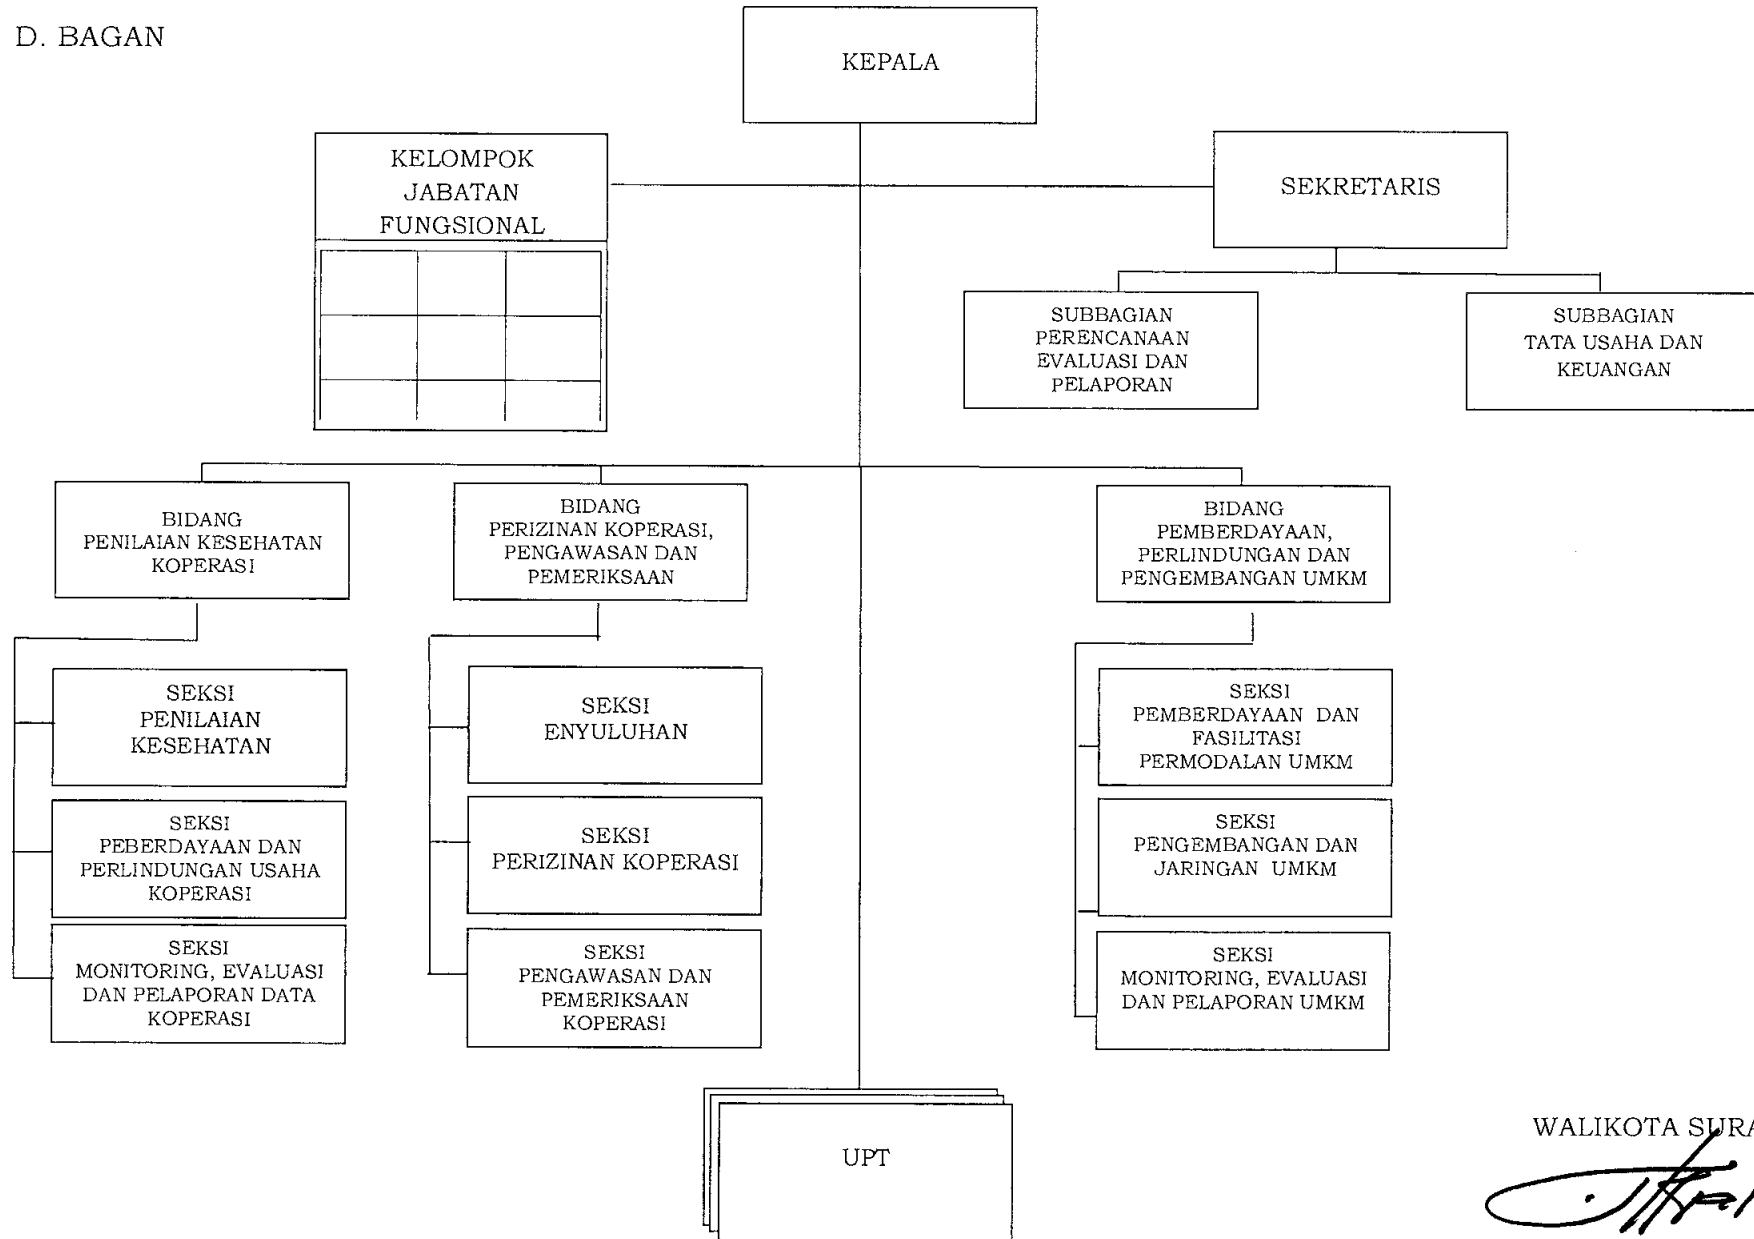 D. BAGAN
KEPALA
KELOMPOK
JABATAN
FUNGSIONAL
SEKRETARIS
SUBBAGIAN
PERENCANAAN
EVALUASI DAN
PELAPORAN
SUBBAGIAN
TATA USAHA DAN
KEUANGAN
BIDANG
PENILAIAN KESEHATAN
KOPERASI
BIDANG
PERIZINAN KOPERASI,
PENGAWASAN DAN
PEMERIKSAAN
BIDANG
PEMBERDAYAAN,
PERLINDUNGAN DAN
PENGEMBANGAN UMKM
SEKSI
PENILAIAN
KESEHATAN
SEKSI
PEBERDAYAAN DAN
PERLINDUNGAN USAHA
KOPERASI
SEKSI
MONITORING, EVALUASI
DAN PELAPORAN DATA
KOPERASI
SEKSI
ENYULUHAN
SEKSI
PERIZINAN KOPERASI
SEKSI
PENGAWASAN DAN
PEMERIKSAAN
KOPERASI
SEKSI
PEMBERDAYAAN DAN
FASILITASI
PERMODALAN UMKM
SEKSI
PENGEMBANGAN DAN
JARINGAN UMKM
SEKSI
MONITORING, EVALUASI
DAN PELAPORAN UMKM
UPT
WALIKOTA SURA